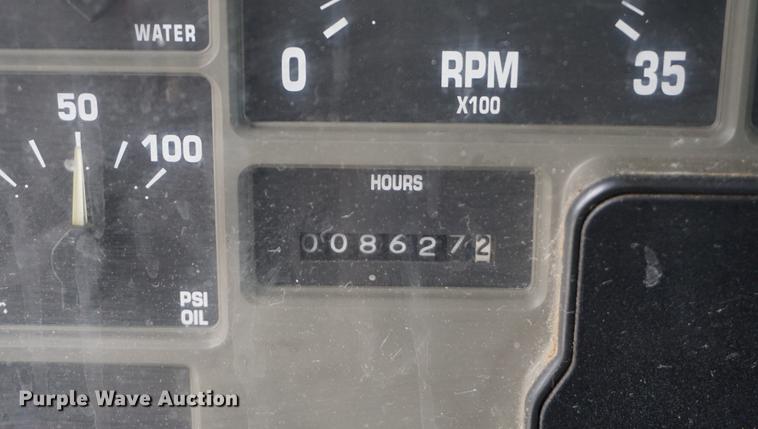 WATER
0 RPM 35
X100
50
100
HOURS
0086272
PSI
OIL
Purple Wave Auction